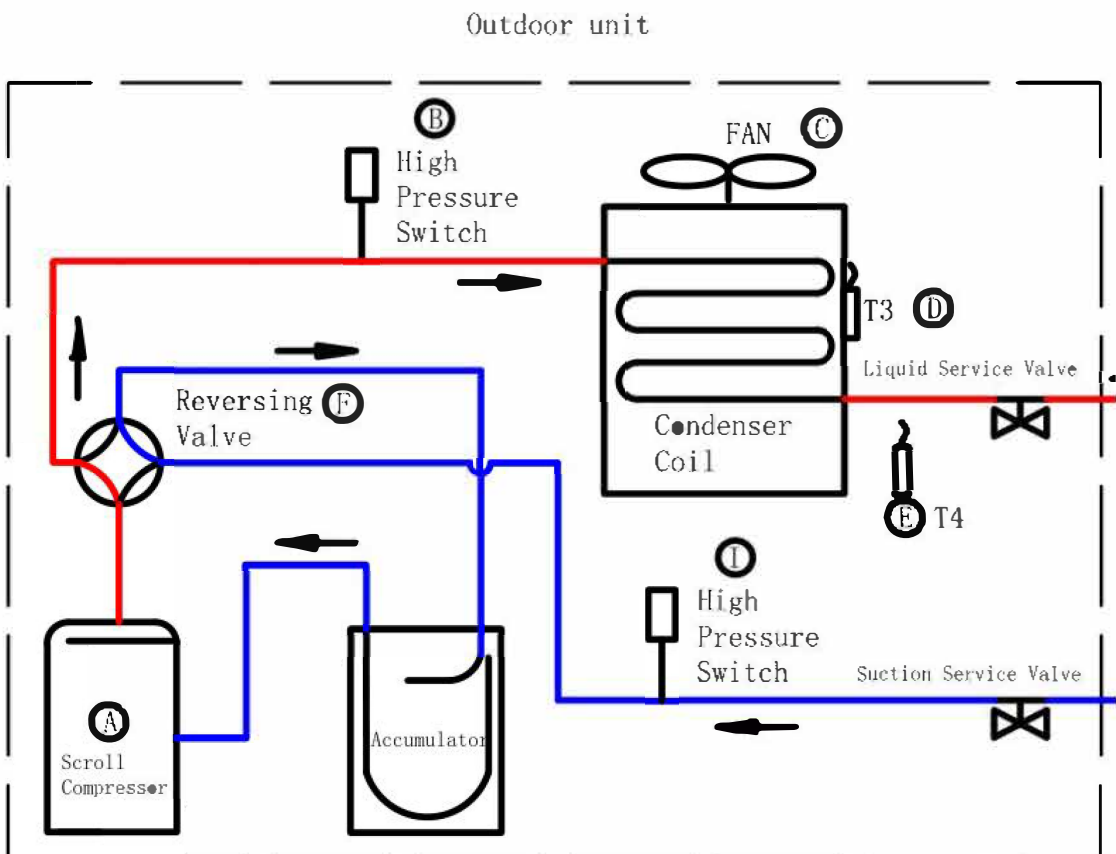 Outdoor unit
B
High
Pressure
Switch
FAN C
T3 D
Liquid Service Valve
Reversing F
Valve
Condenser
Coil
E T4
I
High
Pressure
Switch
Suction Service Valve
A
Scroll
Compressor
Accumulator